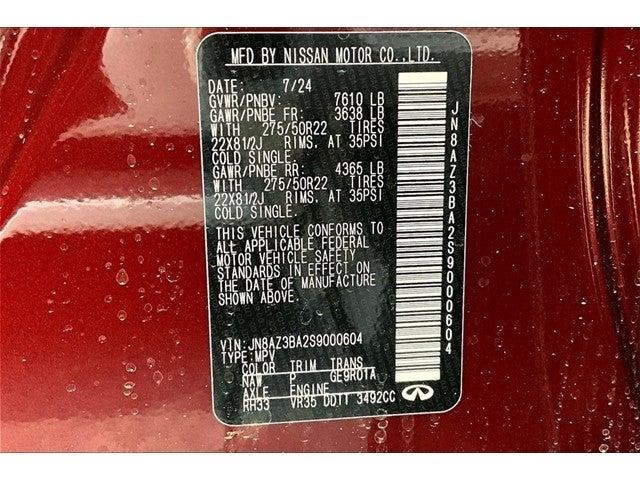 MFD BY NISSAN MOTOR CO.,LTD.
DATE: 7/24
GVWR/PNBV: 7610 LB
GAWR/PNBE FR: 3638 LB
WITH 275/50R22 TIRES
22X81/2J RIMS, AT 35PSI
COLD SINGLE.
GAWR/PNBE RR: 4365 LB
WITH 275/50R22 TIRES
22X81/2J RIMS, AT 35PSI
COLD SINGLE.
THIS VEHICLE CONFORMS TO
ALL APPLICABLE FEDERAL
MOTOR VEHICLE SAFETY
STANDARDS IN EFFECT ON
THE DATE OF MANUFACTURE
SHOWN ABOVE.
VIN: JN8AZ3BA2S9000604
TYPE: MPV
COLOR TRIM TRANS
NAW P GE9R01A
AXLE ENGINE
RH33 VR35 DDTT 3492CC
JN8AZ3BA2S9000604